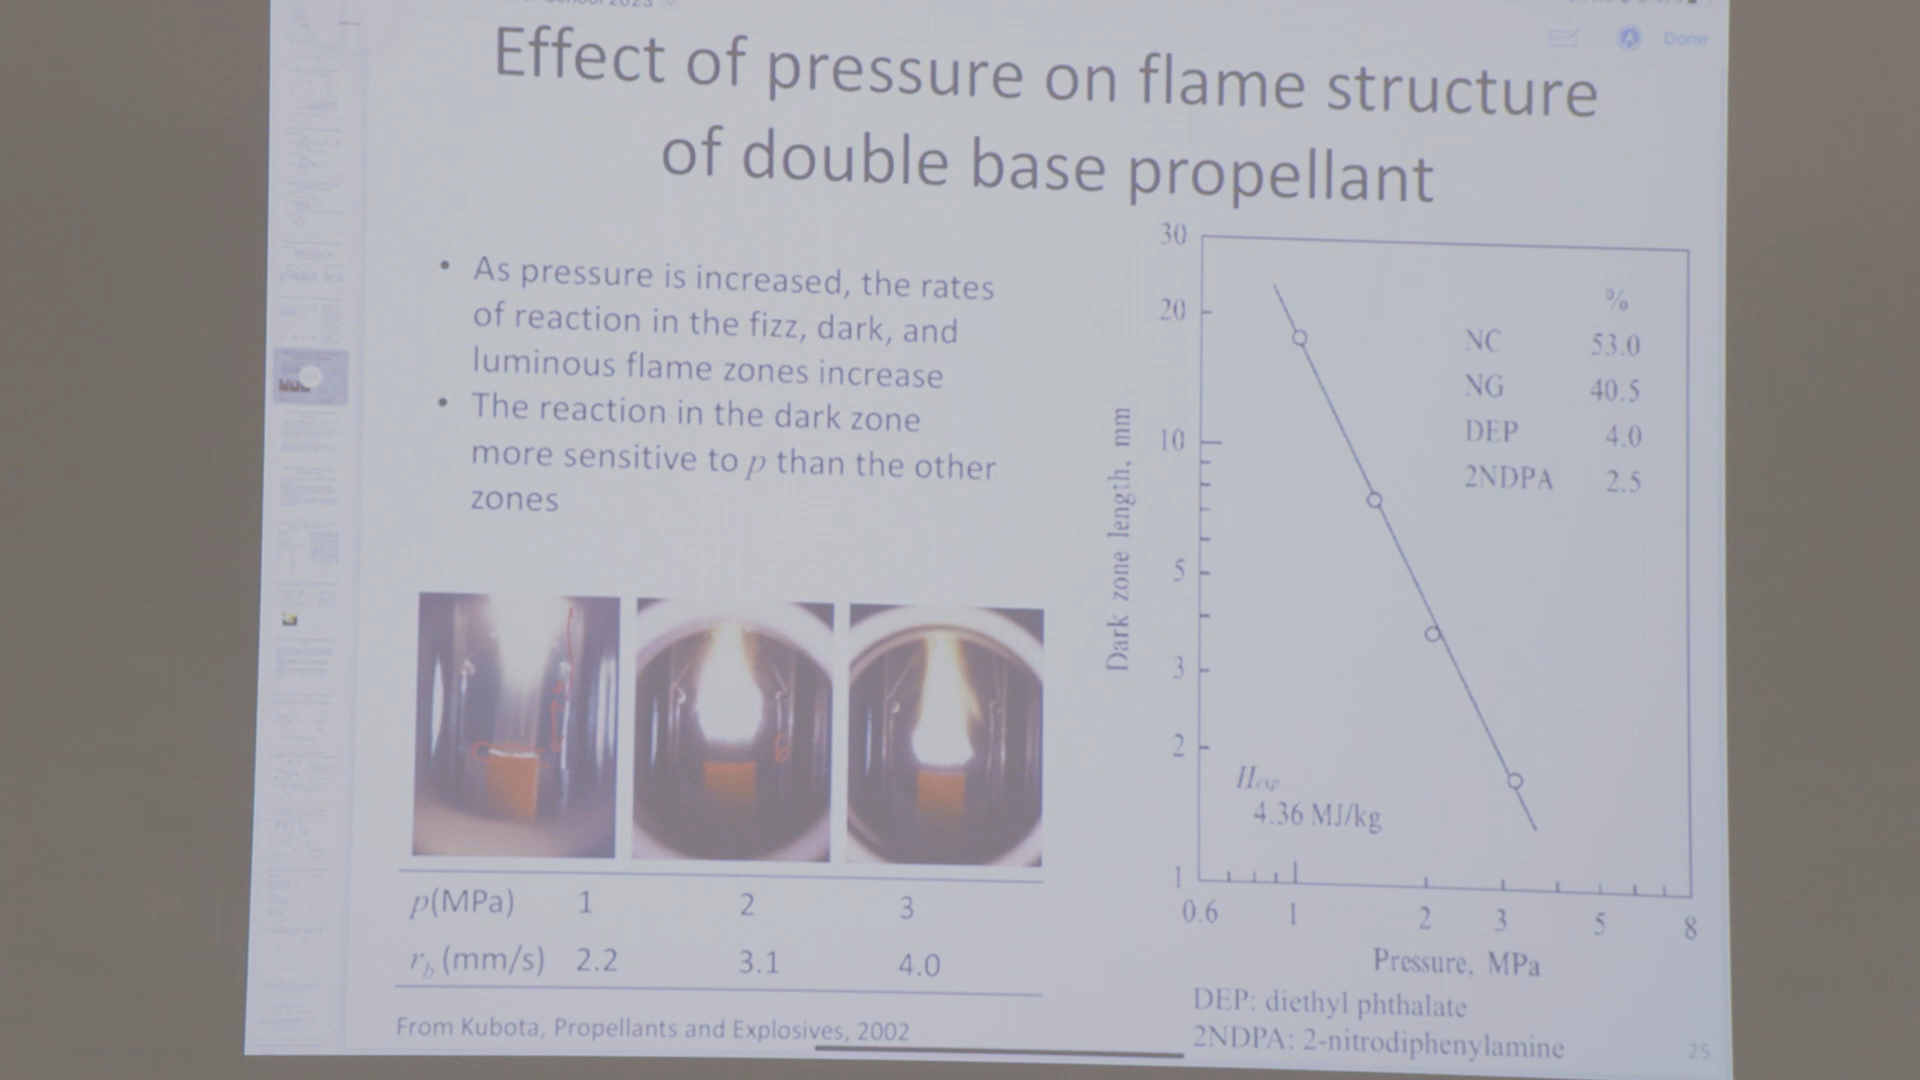 2023
Done
Effect of pressure on flame structure
of double base propellant
• As pressure is increased, the rates
of reaction in the fizz, dark, and
luminous flame zones increase
• The reaction in the dark zone
more sensitive to p than the other
zones
p(MPa) 1 2 3
r_b (mm/s) 2.2 3.1 4.0
From Kubota, Propellants and Explosives, 2002
30
20
10
5
3
2
1
Dark zone length, mm
%
NC 53.0
NG 40.5
DEP 4.0
2NDPA 2.5
H_exp
4.36 MJ/kg
0.6 1 2 3 5 8
Pressure, MPa
DEP: diethyl phthalate
2NDPA: 2-nitrodiphenylamine
25